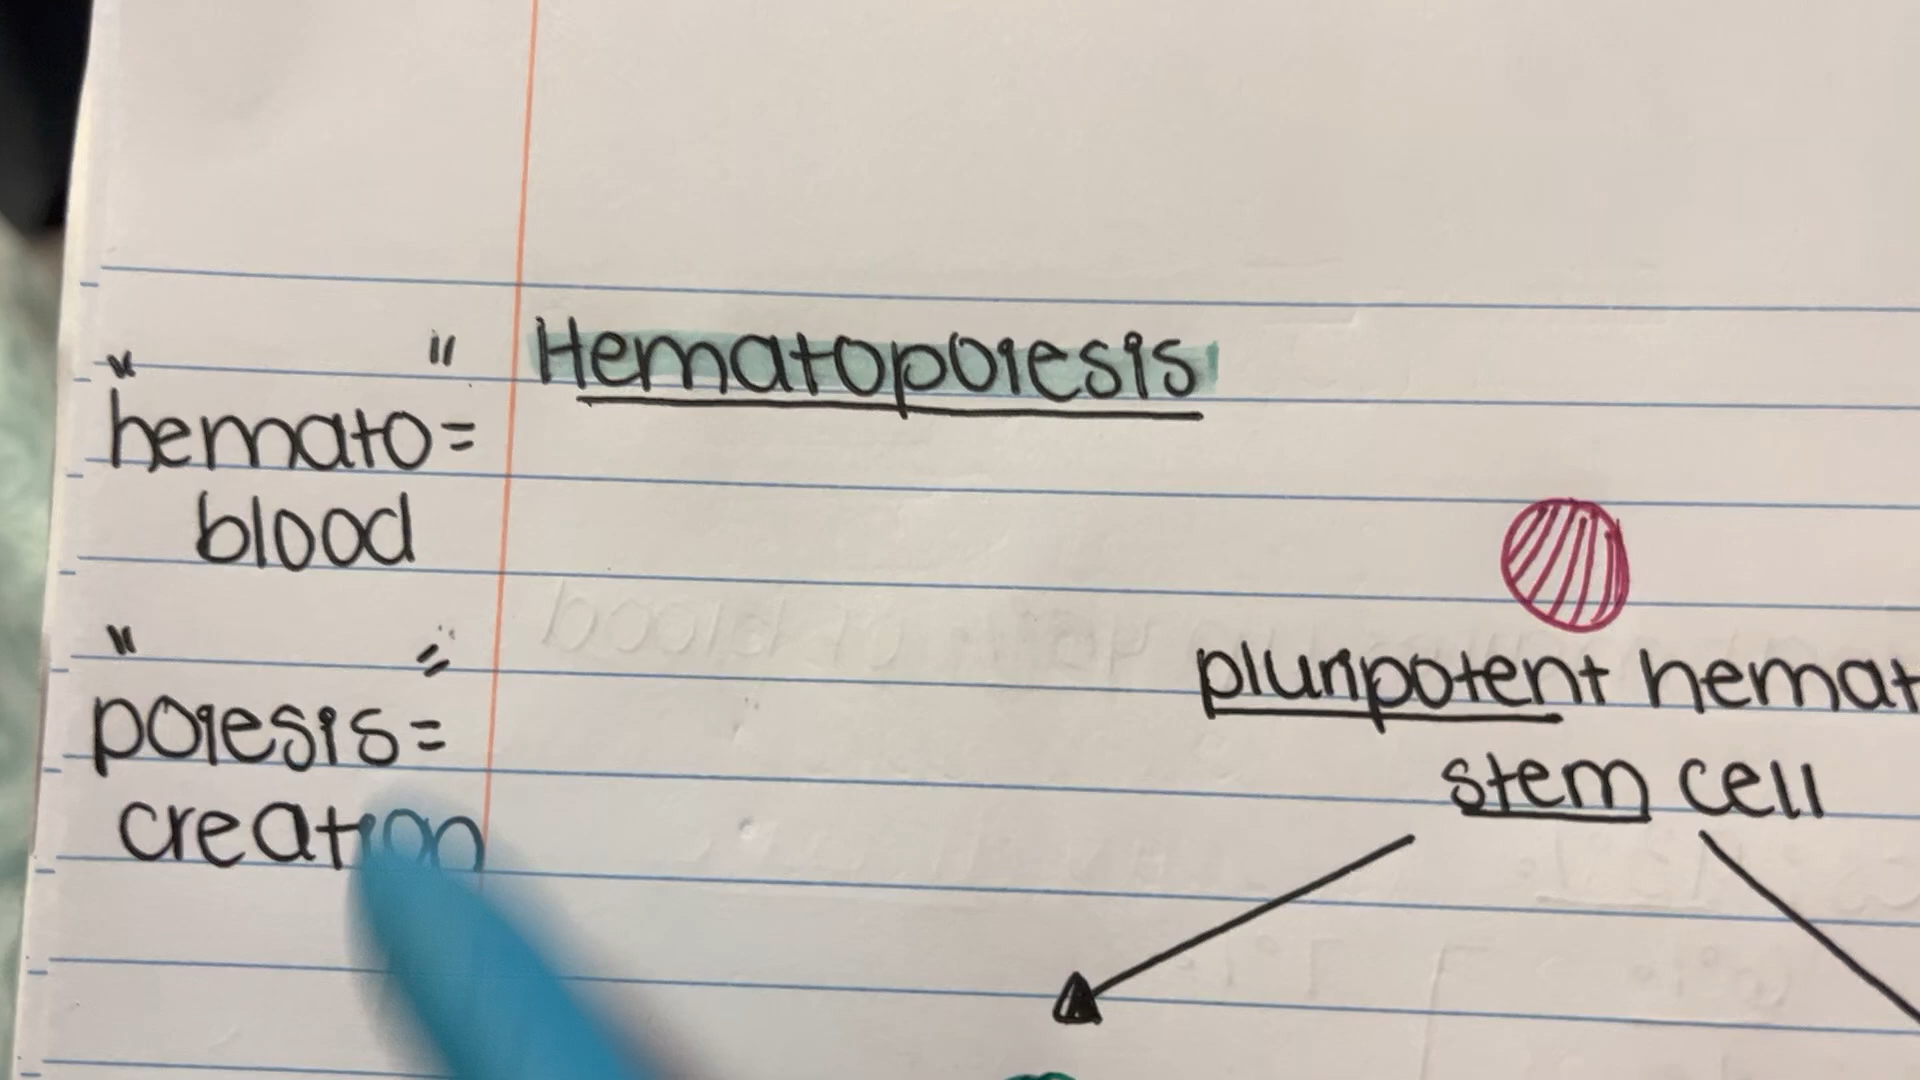 Hematopoiesis
"hemato" =
blood
"poiesis" =
creation
pluripotent hemat
stem cell